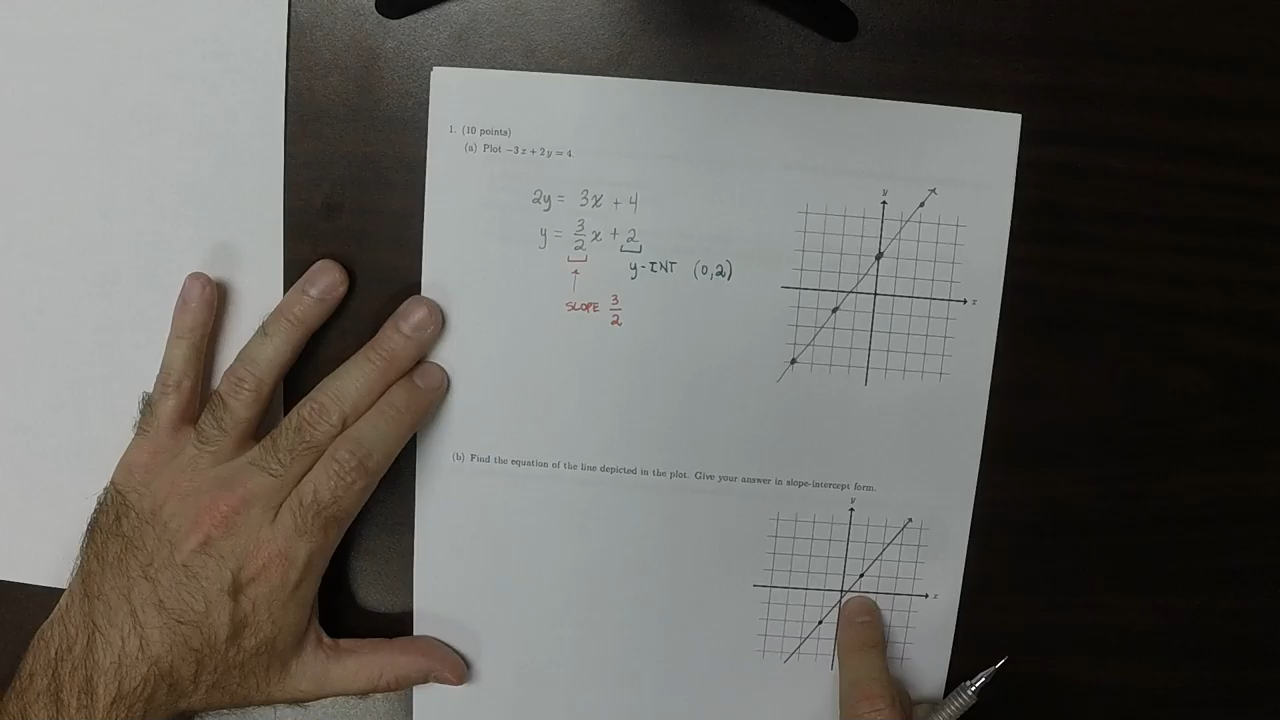 1. (10 points)
(a) Plot −3x + 2y = 4.
2y = 3x + 4
y = 3/2 x + 2
y-INT (0,2)
SLOPE 3/2
y
x
(b) Find the equation of the line depicted in the plot. Give your answer in slope-intercept form.
y
x